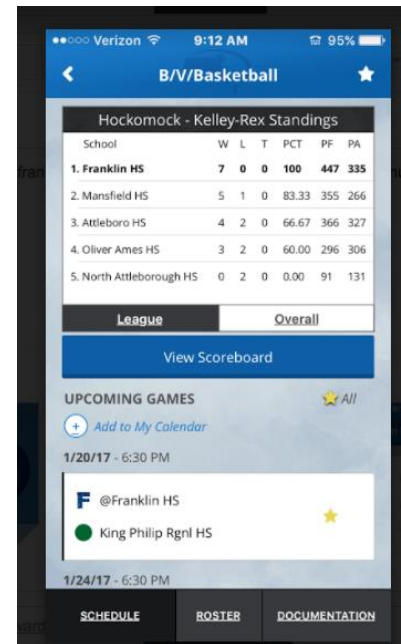 ●●○○○ Verizon 9:12 AM 95%
B/V/Basketball
Hockomock - Kelley-Rex Standings
School W L T PCT PF PA
1. Franklin HS 7 0 0 100 447 335
2. Mansfield HS 5 1 0 83.33 355 266
3. Attleboro HS 4 2 0 66.67 366 327
4. Oliver Ames HS 3 2 0 60.00 296 306
5. North Attleborough HS 0 2 0 0.00 91 131
League Overall
View Scoreboard
UPCOMING GAMES All
+ Add to My Calendar
1/20/17 - 6:30 PM
F @Franklin HS
King Philip Rgnl HS
1/24/17 - 6:30 PM
SCHEDULE ROSTER DOCUMENTATION